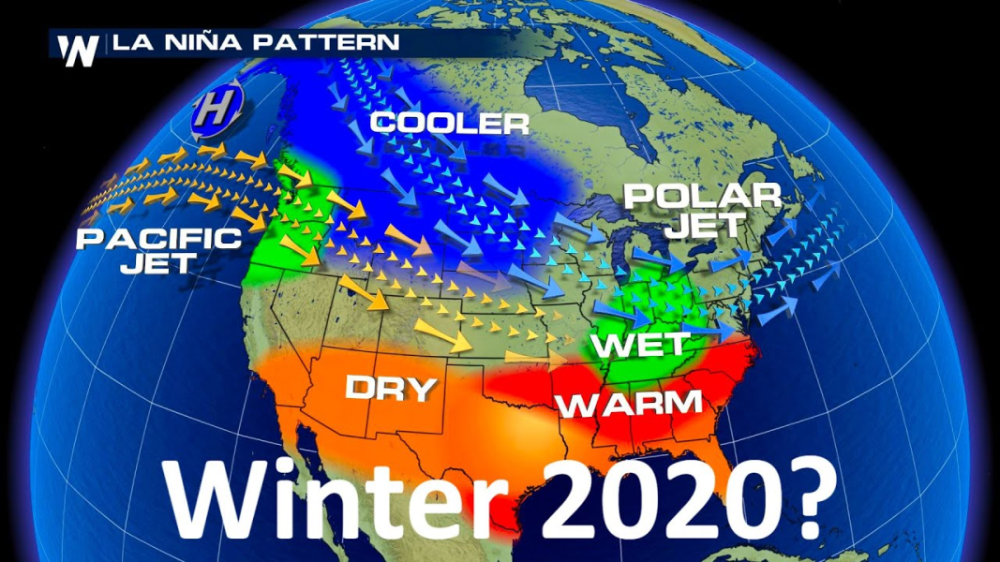 W LA NIÑA PATTERN
H
COOLER
POLAR
JET
PACIFIC
JET
WET
DRY
WARM
Winter 2020?